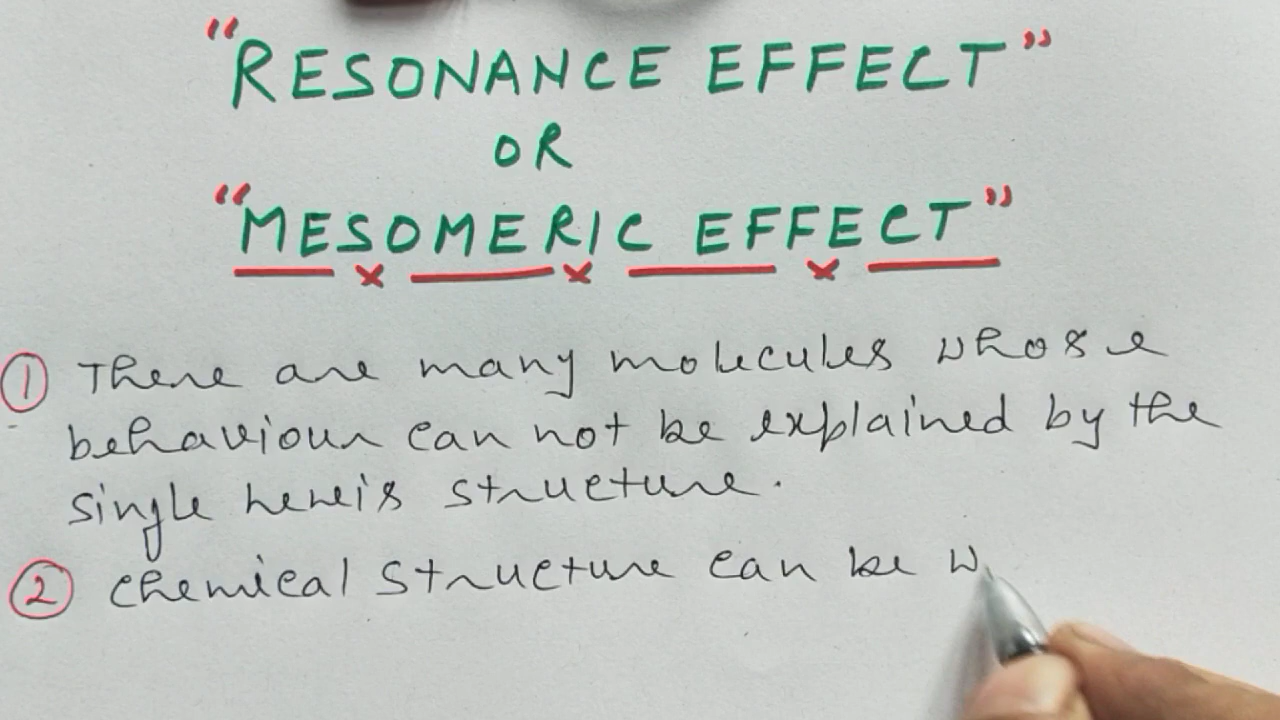 "RESONANCE EFFECT"
OR
"MESOMERIC EFFECT"
① There are many molecules whose
behaviour can not be explained by the
single lewis structure.
② chemical structure can be w